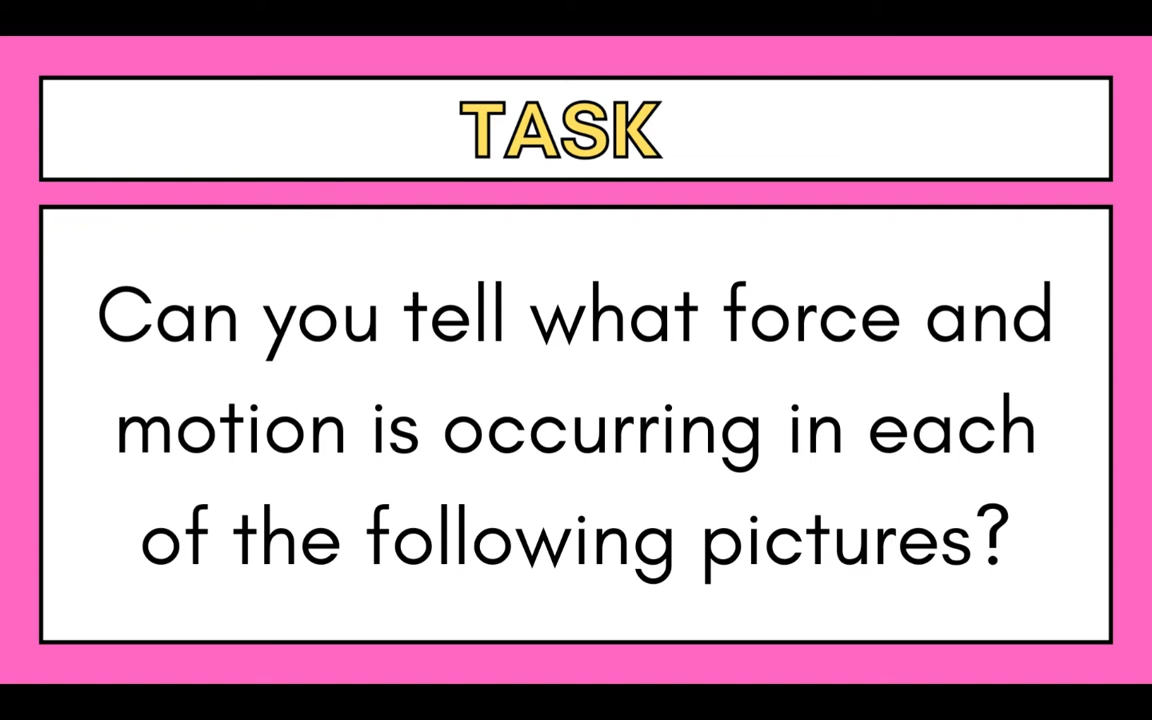 TASK
Can you tell what force and
motion is occurring in each
of the following pictures?